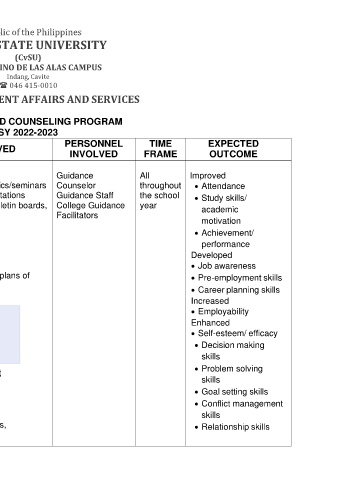 lic of the Philippines
STATE UNIVERSITY
(CvSU)
INO DE LAS ALAS CAMPUS
Indang, Cavite
☎ 046 415-0010
ENT AFFAIRS AND SERVICES
D COUNSELING PROGRAM
SY 2022-2023
VED
PERSONNEL
INVOLVED
TIME
FRAME
EXPECTED
OUTCOME
ics/seminars
tations
letin boards,
plans of
s,
Guidance
Counselor
Guidance Staff
College Guidance
Facilitators
All
throughout
the school
year
Improved
• Attendance
• Study skills/
academic
motivation
• Achievement/
performance
Developed
• Job awareness
• Pre-employment skills
• Career planning skills
Increased
• Employability
Enhanced
• Self-esteem/ efficacy
• Decision making
skills
• Problem solving
skills
• Goal setting skills
• Conflict management
skills
• Relationship skills